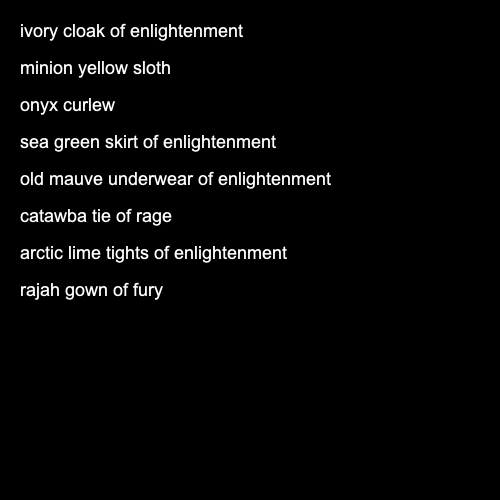 ivory cloak of enlightenment
minion yellow sloth
onyx curlew
sea green skirt of enlightenment
old mauve underwear of enlightenment
catawba tie of rage
arctic lime tights of enlightenment
rajah gown of fury